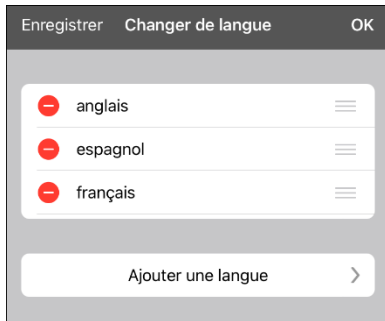 Enregistrer Changer de langue OK
anglais
espagnol
français
Ajouter une langue